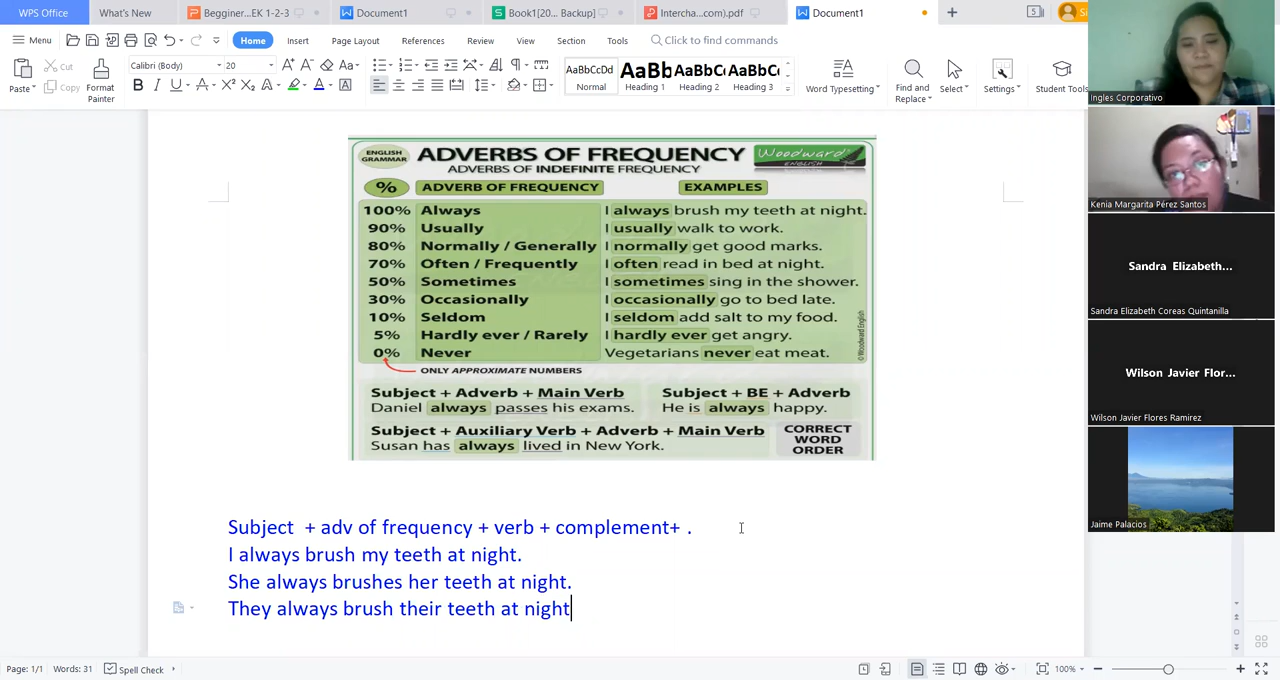 WPS Office
What's New
Begginer...EK 1-2-3
Document1
Book1[20... Backup]
Intercha...com).pdf
Document1
5
Menu
Home
Insert
Page Layout
References
Review
View
Section
Tools
Click to find commands
Paste
Cut
Copy
Format Painter
Calibri (Body)
20
AaBbCcDd
Normal
AaBb
Heading 1
AaBbCc
Heading 2
AaBbCc
Heading 3
Word Typesetting
Find and Replace
Select
Settings
Student Tools
ENGLISH GRAMMAR
ADVERBS OF FREQUENCY
Woodward ENGLISH
ADVERBS OF INDEFINITE FREQUENCY
% ADVERB OF FREQUENCY EXAMPLES
100% Always I always brush my teeth at night.
90% Usually I usually walk to work.
80% Normally / Generally I normally get good marks.
70% Often / Frequently I often read in bed at night.
50% Sometimes I sometimes sing in the shower.
30% Occasionally I occasionally go to bed late.
10% Seldom I seldom add salt to my food.
5% Hardly ever / Rarely I hardly ever get angry.
0% Never Vegetarians never eat meat.
© Woodward English
ONLY APPROXIMATE NUMBERS
Subject + Adverb + Main Verb
Daniel always passes his exams.
Subject + BE + Adverb
He is always happy.
Subject + Auxiliary Verb + Adverb + Main Verb
Susan has always lived in New York.
CORRECT
WORD
ORDER
Subject + adv of frequency + verb + complement+ .
I always brush my teeth at night.
She always brushes her teeth at night.
They always brush their teeth at night
Ingles Corporativo
Kenia Margarita Pérez Santos
Sandra Elizabeth...
Sandra Elizabeth Coreas Quintanilla
Wilson Javier Flor...
Wilson Javier Flores Ramirez
Jaime Palacios
Page: 1/1
Words: 31
Spell Check
100%